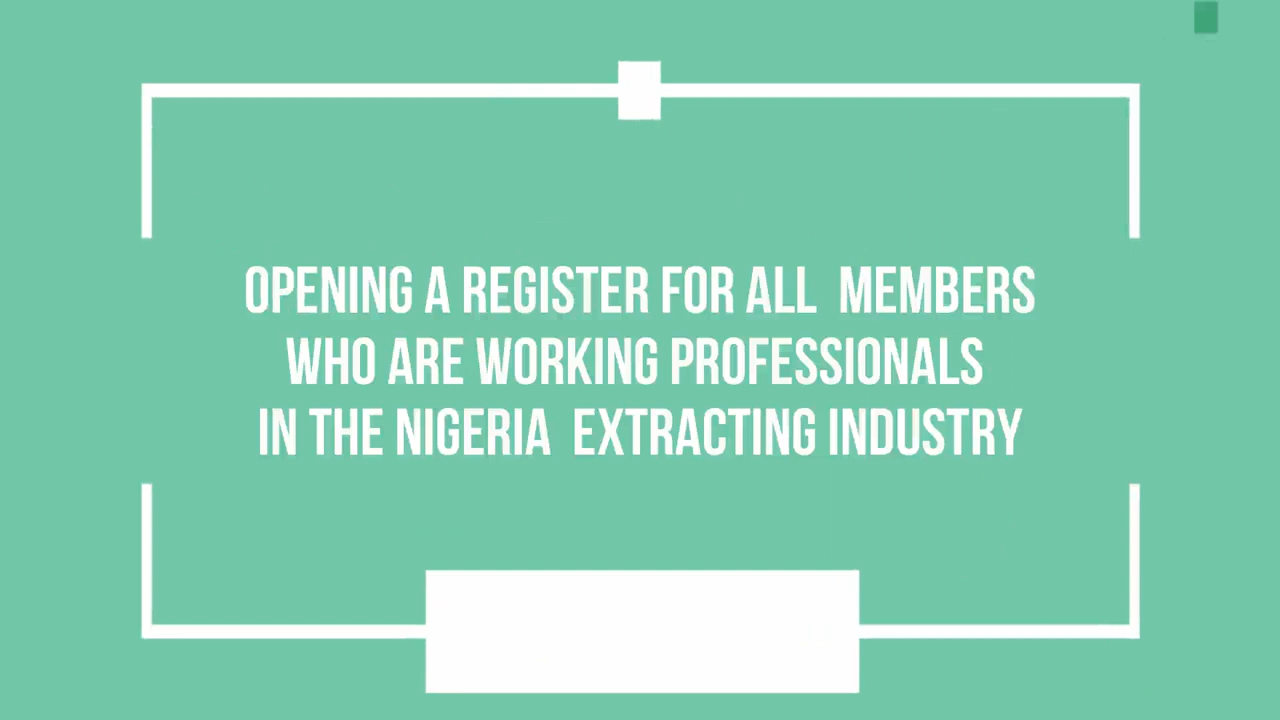 OPENING A REGISTER FOR ALL MEMBERS
WHO ARE WORKING PROFESSIONALS
IN THE NIGERIA EXTRACTING INDUSTRY